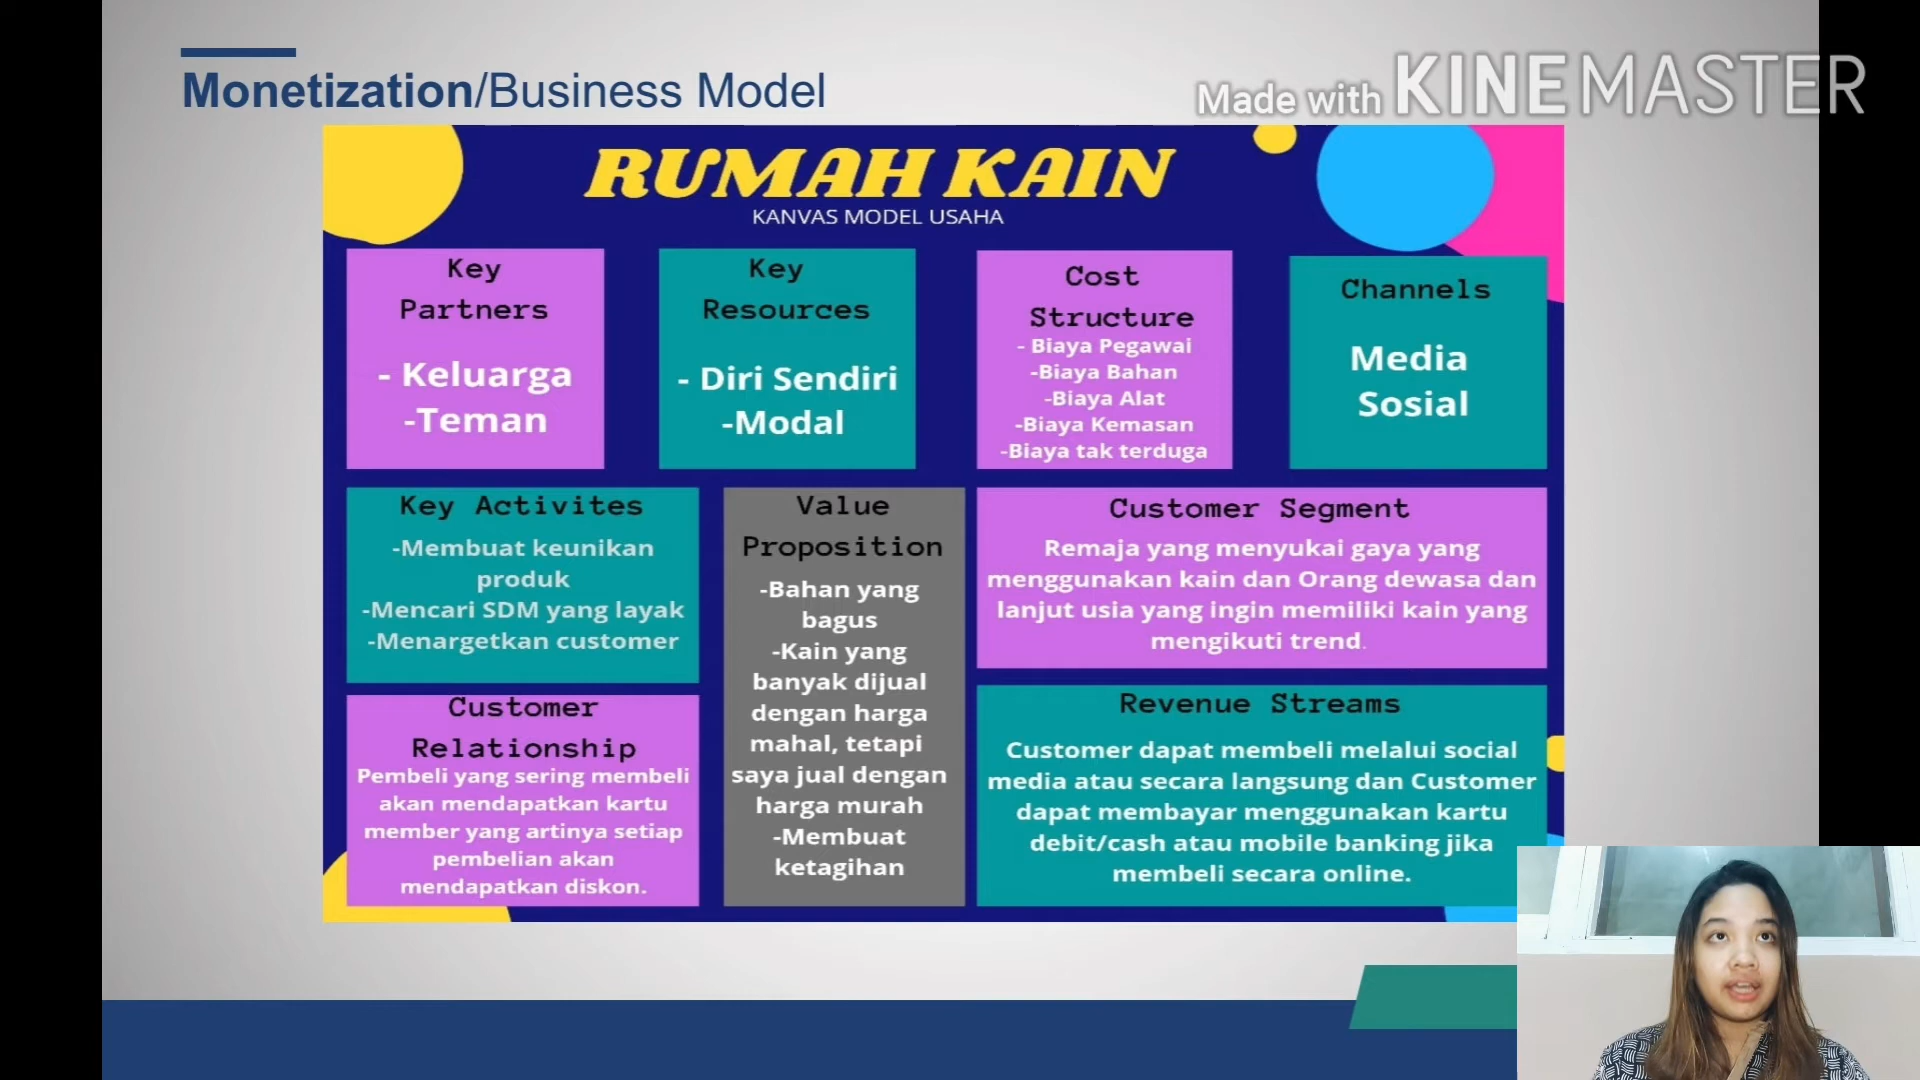 Monetization/Business Model
Made with KINEMASTER
RUMAH KAIN
KANVAS MODEL USAHA
Key
Partners
- Keluarga
-Teman
Key
Resources
- Diri Sendiri
-Modal
Cost
Structure
- Biaya Pegawai
-Biaya Bahan
-Biaya Alat
-Biaya Kemasan
-Biaya tak terduga
Channels
Media
Sosial
Key Activites
-Membuat keunikan
produk
-Mencari SDM yang layak
-Menargetkan customer
Value
Proposition
-Bahan yang
bagus
-Kain yang
banyak dijual
dengan harga
mahal, tetapi
saya jual dengan
harga murah
-Membuat
ketagihan
Customer Segment
Remaja yang menyukai gaya yang
menggunakan kain dan Orang dewasa dan
lanjut usia yang ingin memiliki kain yang
mengikuti trend.
Customer
Relationship
Pembeli yang sering membeli
akan mendapatkan kartu
member yang artinya setiap
pembelian akan
mendapatkan diskon.
Revenue Streams
Customer dapat membeli melalui social
media atau secara langsung dan Customer
dapat membayar menggunakan kartu
debit/cash atau mobile banking jika
membeli secara online.